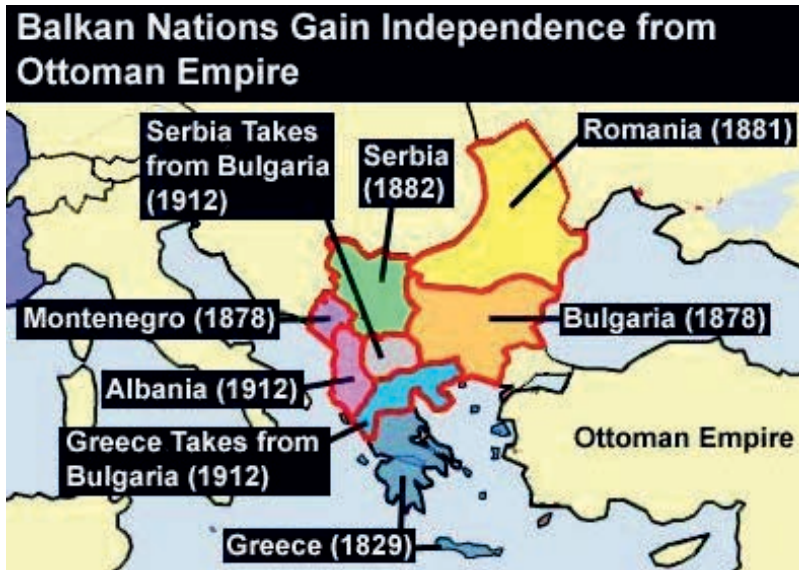 Balkan Nations Gain Independence from
Ottoman Empire
Serbia Takes
from Bulgaria
(1912)
Serbia
(1882)
Romania (1881)
Montenegro (1878)
Bulgaria (1878)
Albania (1912)
Greece Takes from
Bulgaria (1912)
Ottoman Empire
Greece (1829)